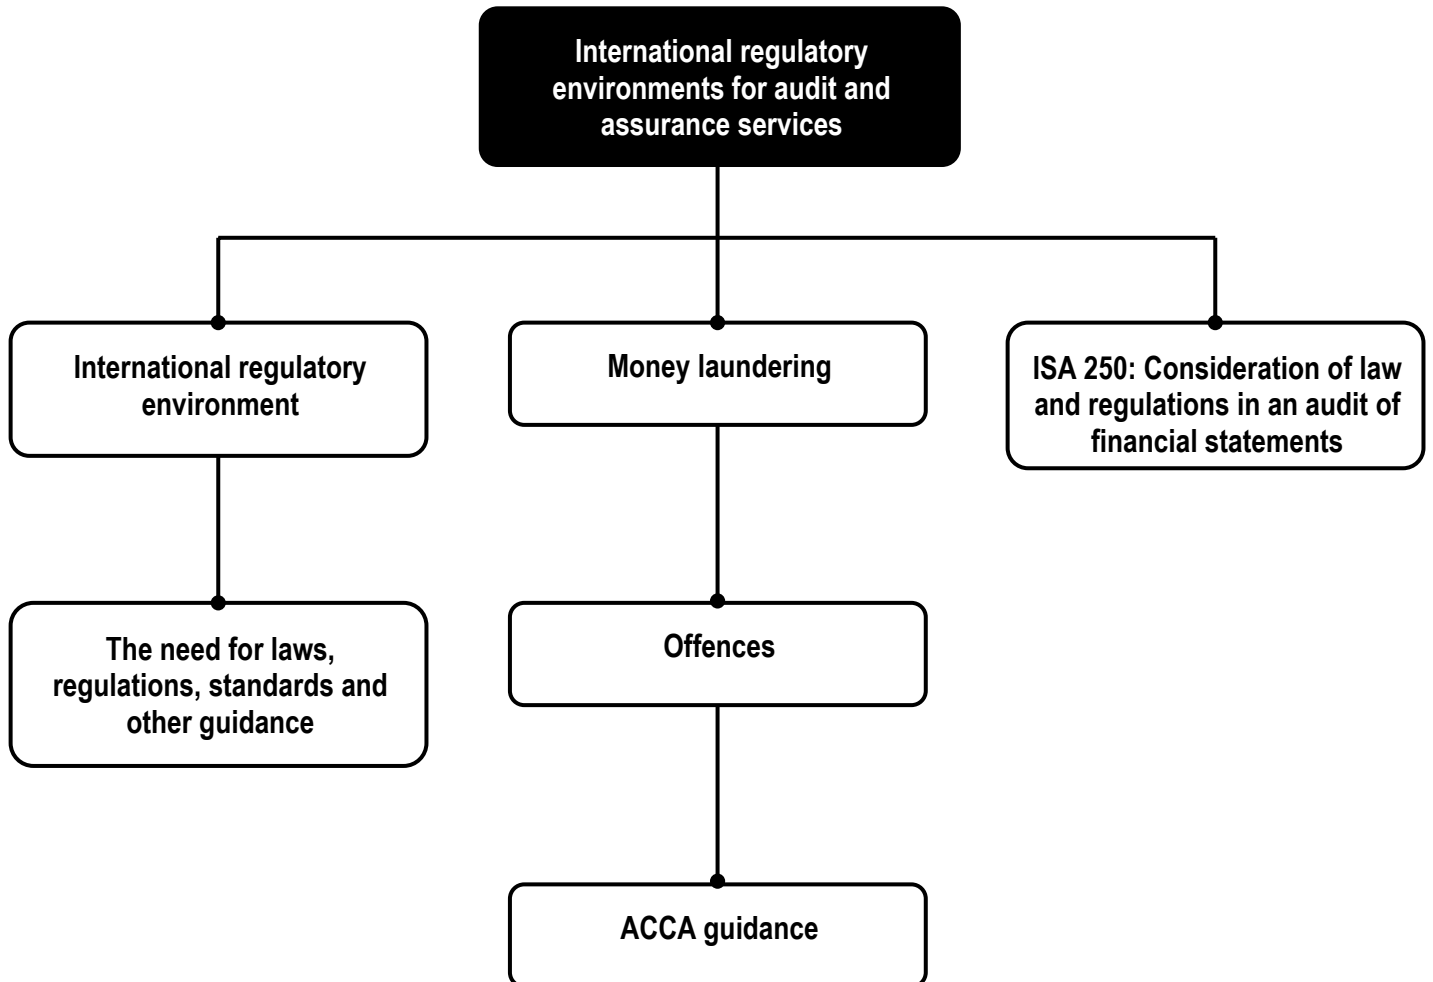 International regulatory
environments for audit and
assurance services
International regulatory
environment
Money laundering
ISA 250: Consideration of law
and regulations in an audit of
financial statements
The need for laws,
regulations, standards and
other guidance
Offences
ACCA guidance